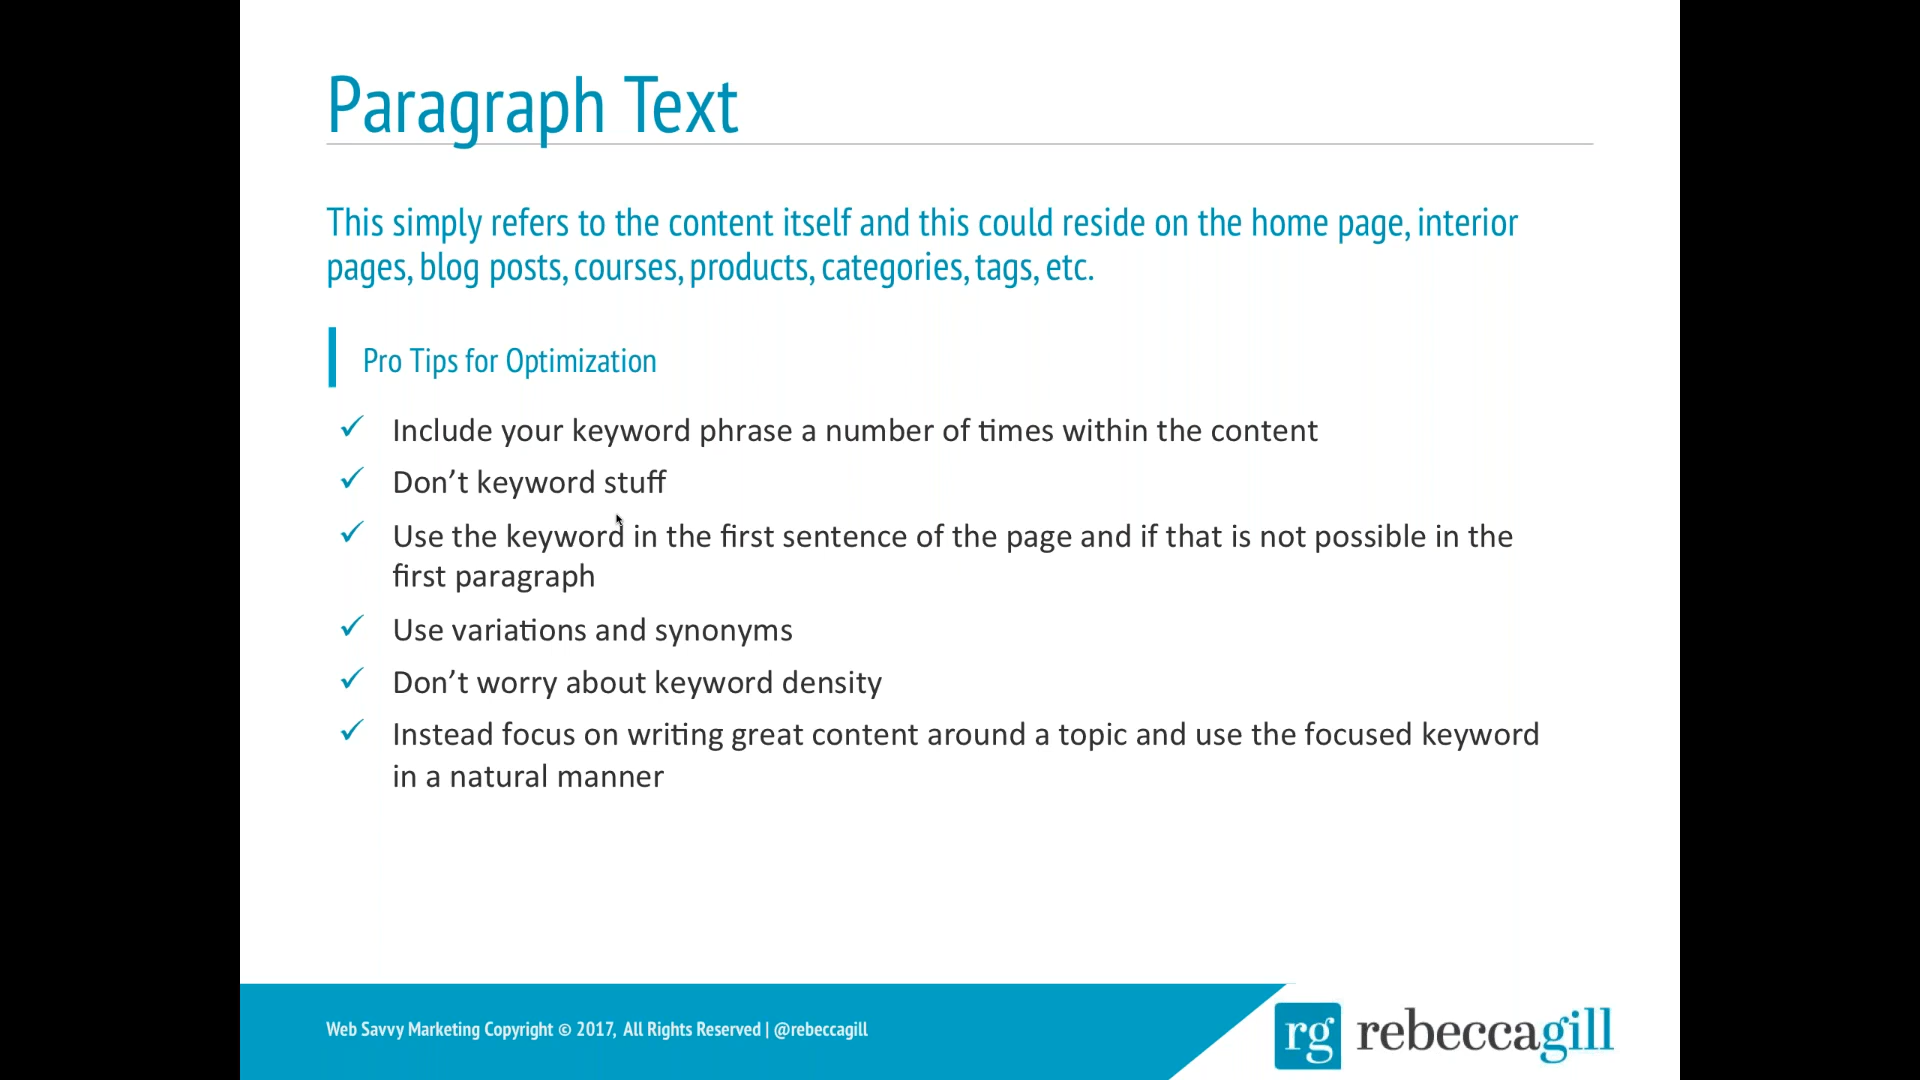 Paragraph Text
This simply refers to the content itself and this could reside on the home page, interior
pages, blog posts, courses, products, categories, tags, etc.
Pro Tips for Optimization
✓ Include your keyword phrase a number of times within the content
✓ Don’t keyword stuff
✓ Use the keyword in the first sentence of the page and if that is not possible in the
first paragraph
✓ Use variations and synonyms
✓ Don’t worry about keyword density
✓ Instead focus on writing great content around a topic and use the focused keyword
in a natural manner
Web Savvy Marketing Copyright © 2017, All Rights Reserved | @rebeccagill
rg rebeccagill